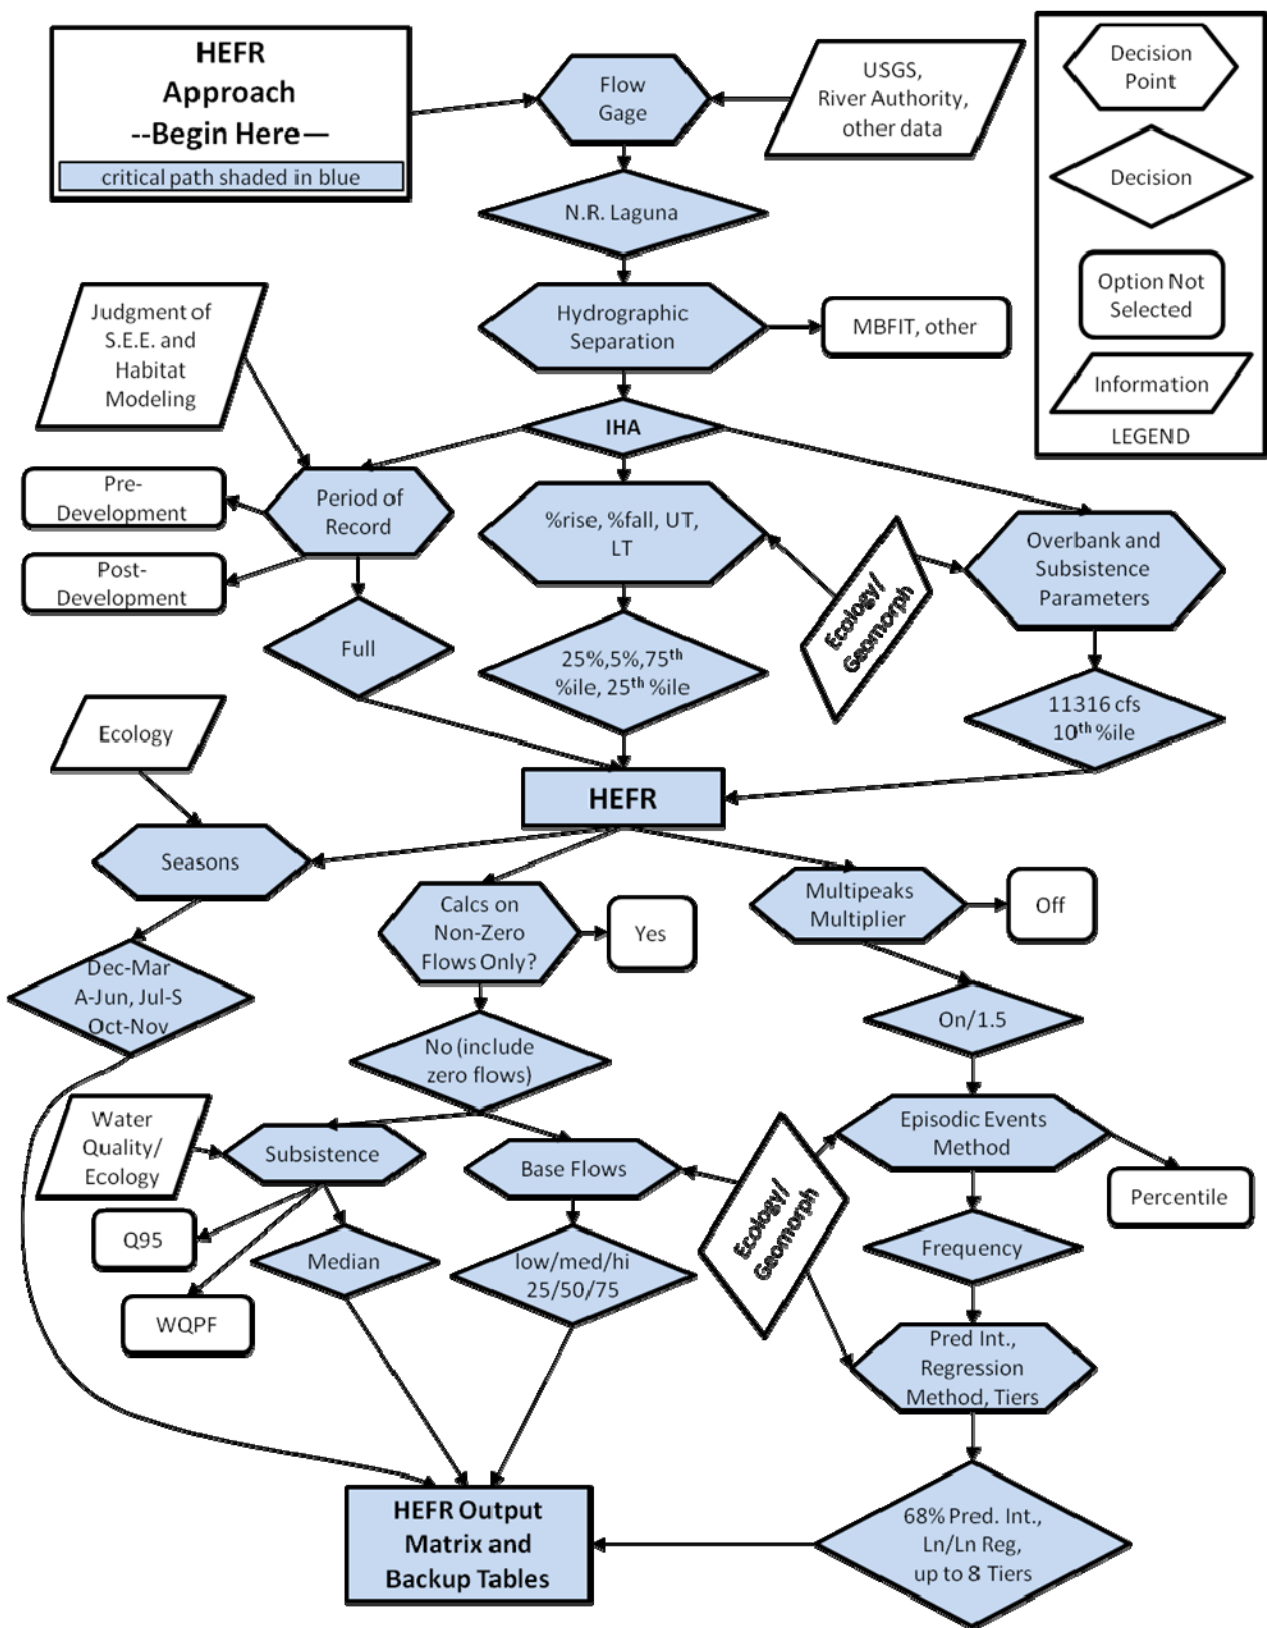 HEFR
Approach
--Begin Here—
critical path shaded in blue
Flow
Gage
USGS,
River Authority,
other data
Decision
Point
Decision
Option Not
Selected
Information
LEGEND
N.R. Laguna
Hydrographic
Separation
MBFIT, other
Judgment of
S.E.E. and
Habitat
Modeling
IHA
Pre-
Development
Period of
Record
Post-
Development
%rise, %fall, UT,
LT
Ecology/
Geomorph
Overbank and
Subsistence
Parameters
Full
25%,5%,75th
%ile, 25th %ile
11316 cfs
10th %ile
Ecology
HEFR
Seasons
Calcs on
Non-Zero
Flows Only?
Yes
Multipeaks
Multiplier
Off
Dec-Mar
A-Jun, Jul-S
Oct-Nov
No (include
zero flows)
On/1.5
Water
Quality/
Ecology
Subsistence
Base Flows
Ecology/
Geomorph
Episodic Events
Method
Percentile
Q95
WQPF
Median
low/med/hi
25/50/75
Frequency
Pred Int.,
Regression
Method, Tiers
HEFR Output
Matrix and
Backup Tables
68% Pred. Int.,
Ln/Ln Reg,
up to 8 Tiers